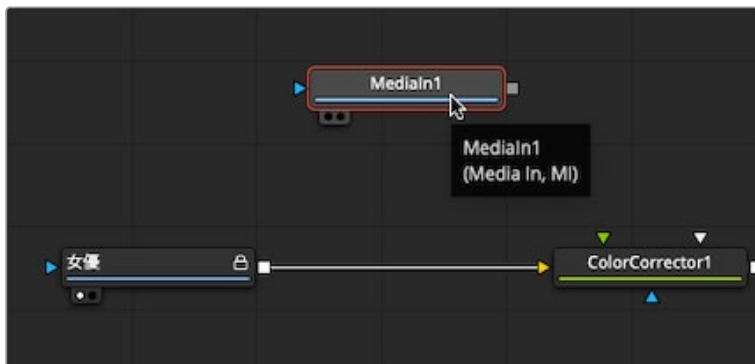 MediaIn1
MediaIn1
(Media In, MI)
女優
ColorCorrector1